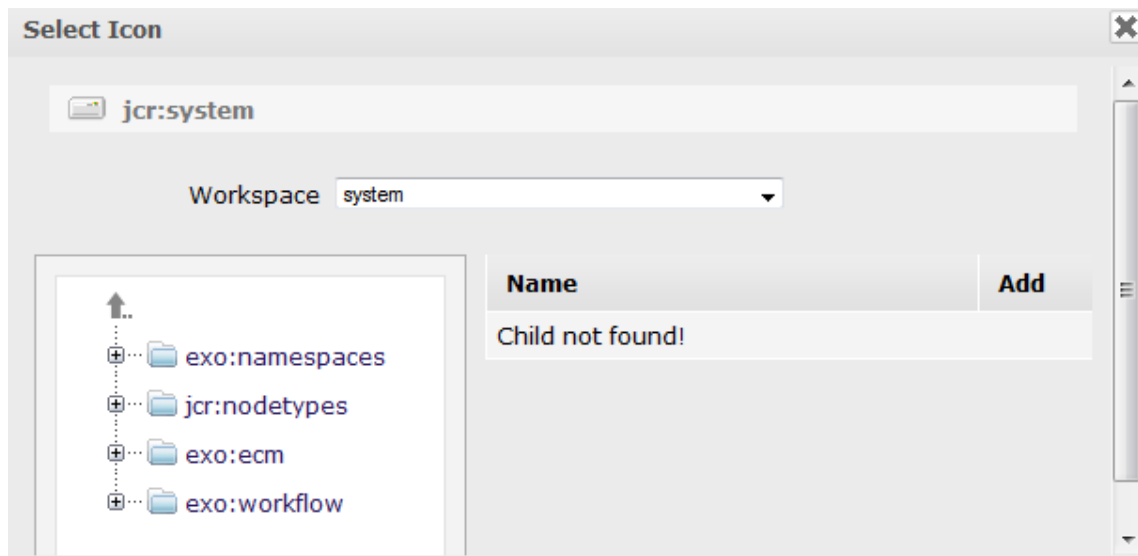 Select Icon
jcr:system
Workspace system
Name Add
Child not found!
..
exo:namespaces
jcr:nodetypes
exo:ecm
exo:workflow